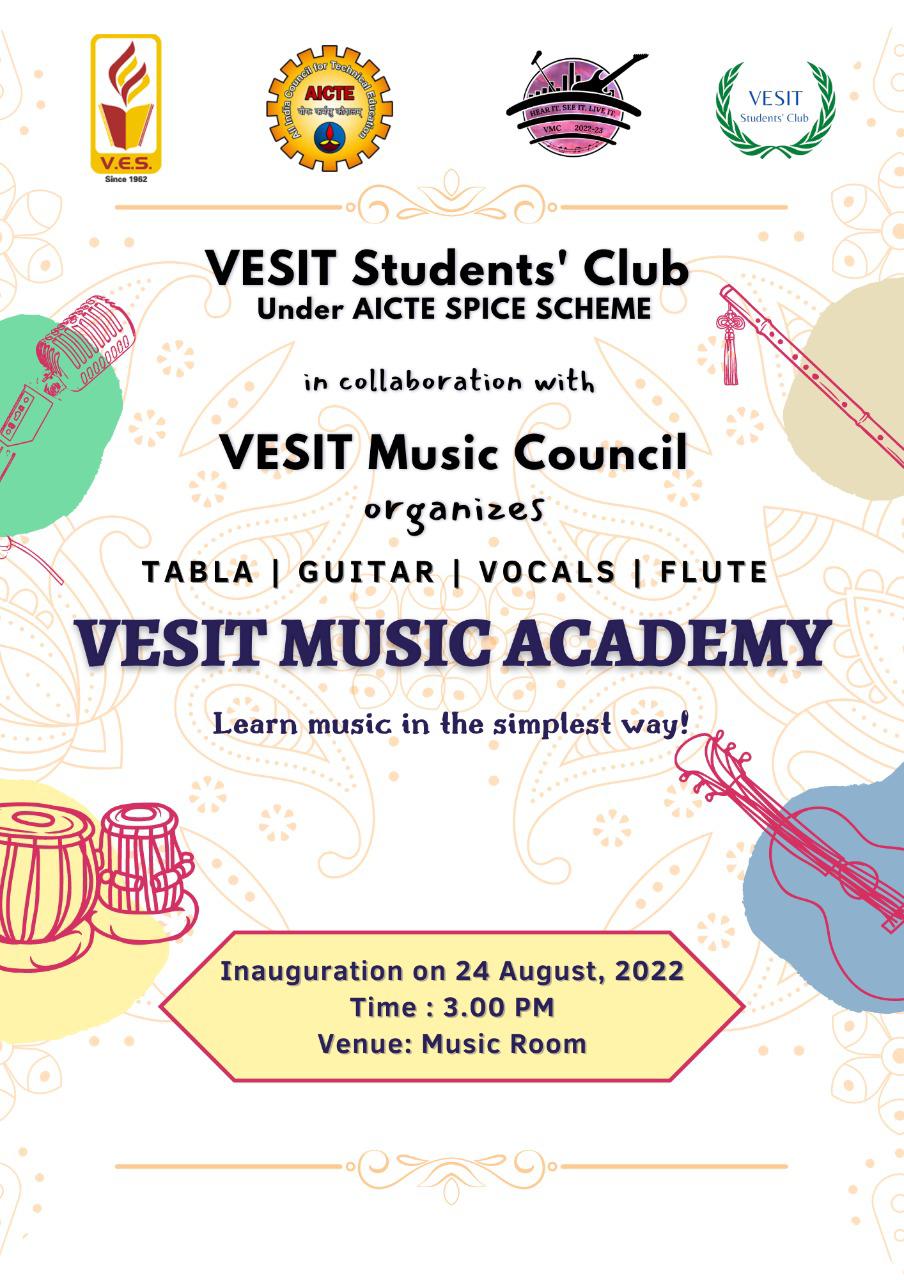 V.E.S.
Since 1962
All India Council for Technical Education
AICTE
योगः कर्मसु कौशलम्
HEAR IT. SEE IT. LIVE IT
VMC 2022-23
VESIT
Students' Club
VESIT Students' Club
Under AICTE SPICE SCHEME
in collaboration with
VESIT Music Council
organizes
TABLA | GUITAR | VOCALS | FLUTE
VESIT MUSIC ACADEMY
Learn music in the simplest way!
Inauguration on 24 August, 2022
Time : 3.00 PM
Venue: Music Room